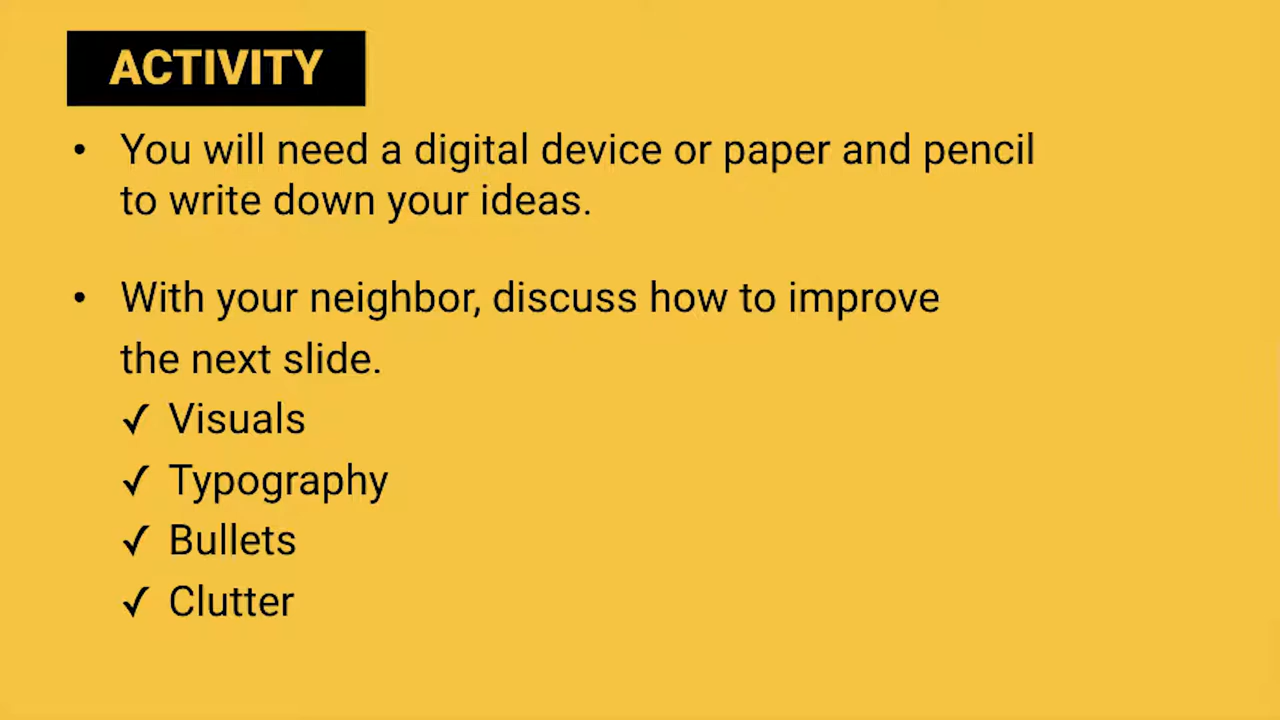 ACTIVITY
• You will need a digital device or paper and pencil
to write down your ideas.
• With your neighbor, discuss how to improve
the next slide.
✓ Visuals
✓ Typography
✓ Bullets
✓ Clutter